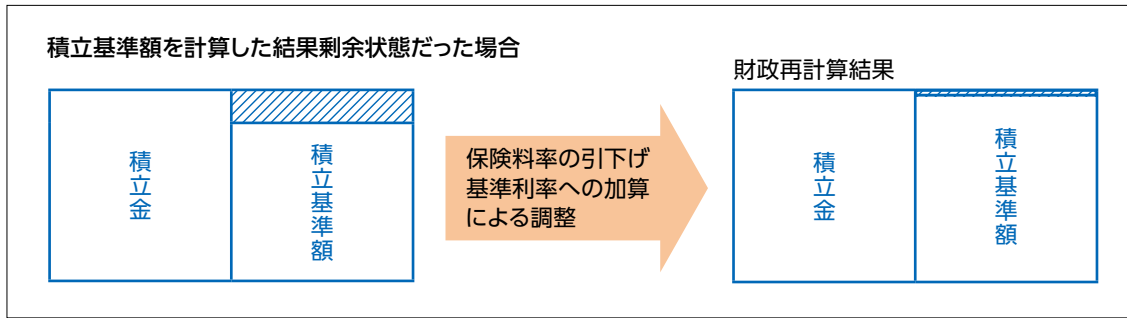 積立基準額を計算した結果剰余状態だった場合
積立金
積立基準額
保険料率の引下げ
基準利率への加算
による調整
財政再計算結果
積立金
積立基準額